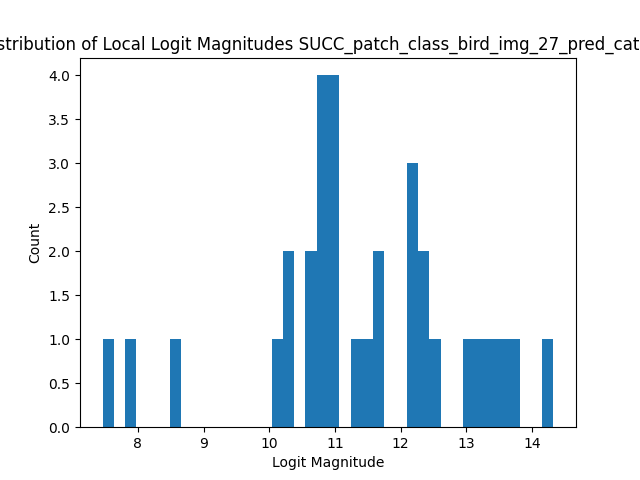 stribution of Local Logit Magnitudes SUCC_patch_class_bird_img_27_pred_cat
4.0
3.5
3.0
2.5
2.0
1.5
1.0
0.5
0.0
Count
8 9 10 11 12 13 14
Logit Magnitude